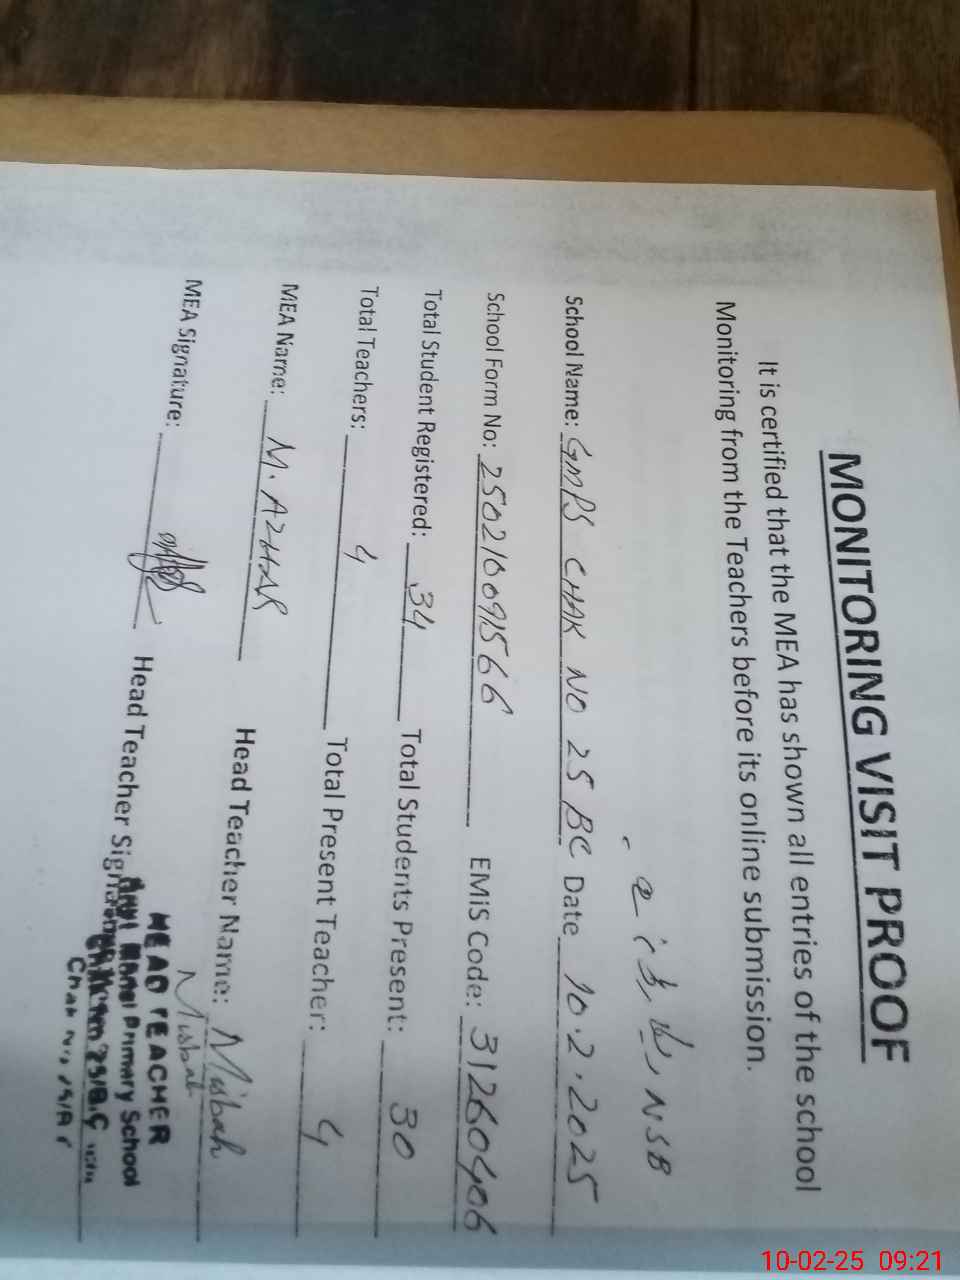 MONITORING VISIT PROOF
It is certified that the MEA has shown all entries of the school
Monitoring from the Teachers before its online submission.
NSB
School Name: GMPS CHAK NO 25 BC Date 10.2.2025
School Form No: 250210091566 EMiS Code: 31260406
Total Student Registered: 34 Total Students Present: 30
Total Teachers: 4 Total Present Teacher: 4
MEA Name: M. AZHAR Head Teacher Name: Misbah
MEA Signature: Head Teacher Signature
Misbah
HEAD TEACHER
Primary School
10-02-25 09:21